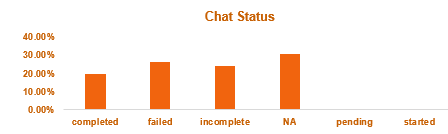 Chat Status
40.00%
30.00%
20.00%
10.00%
0.00%
completed failed incomplete NA pending started